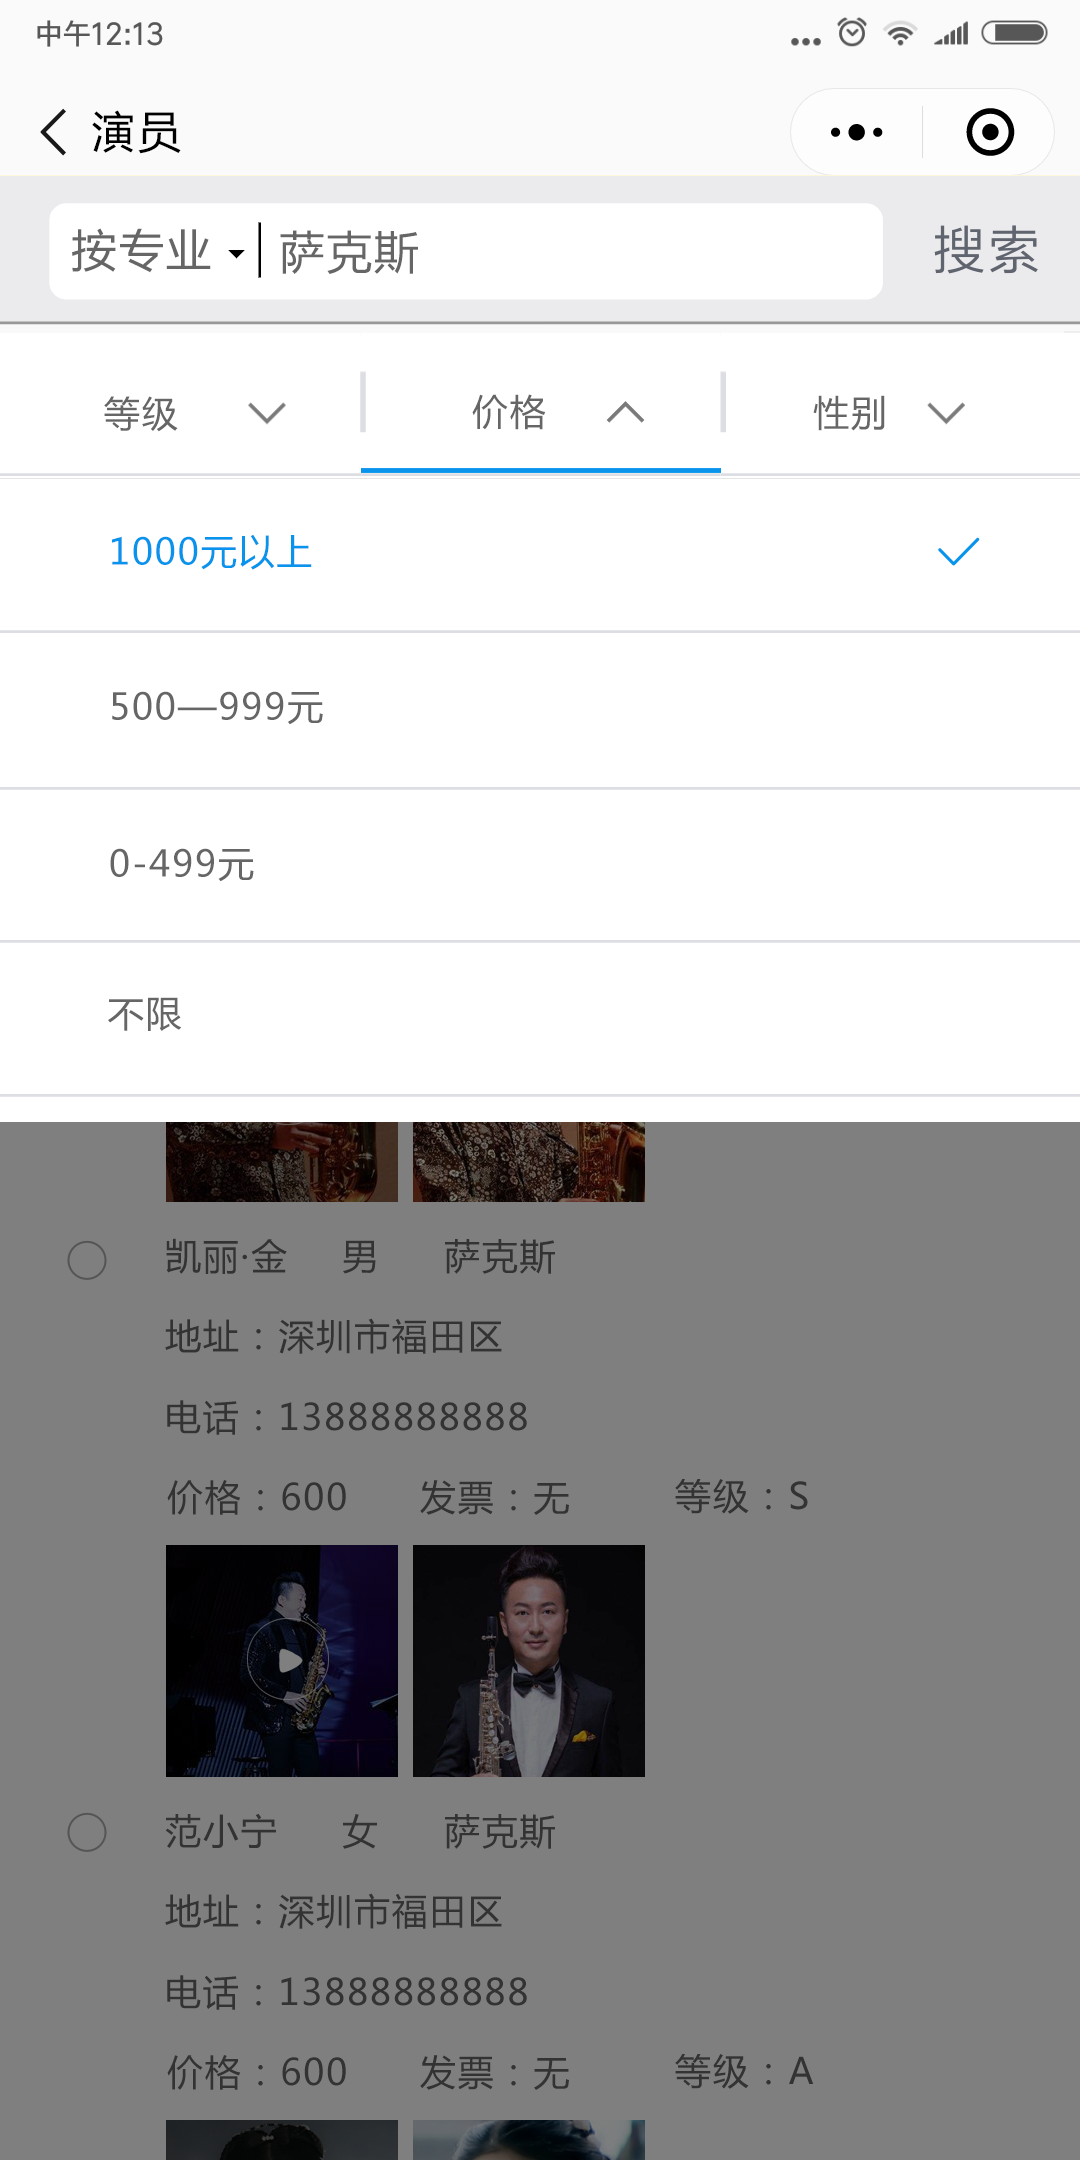 中午12:13
演员
按专业 萨克斯 搜索
等级 价格 性别
1000元以上
500—999元
0-499元
不限
凯丽·金 男 萨克斯
地址：深圳市福田区
电话：13888888888
价格：600 发票：无 等级：S
范小宁 女 萨克斯
地址：深圳市福田区
电话：13888888888
价格：600 发票：无 等级：A